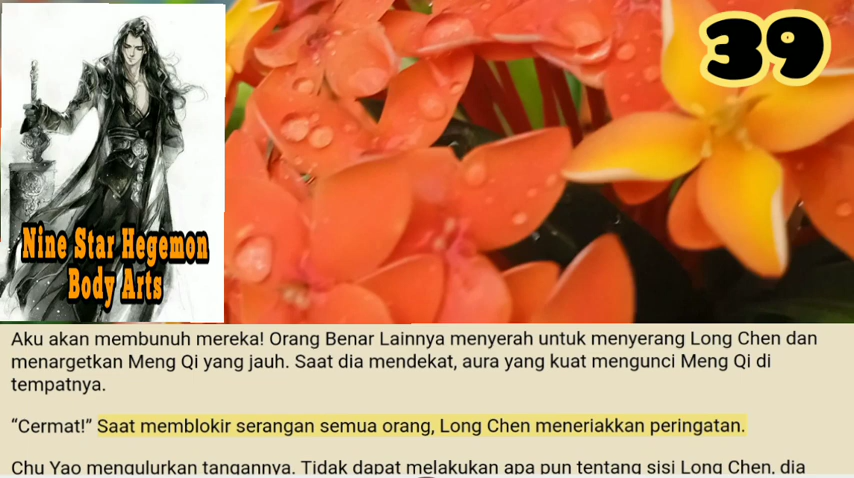 39
Nine Star Hegemon
Body Arts
Aku akan membunuh mereka! Orang Benar Lainnya menyerah untuk menyerang Long Chen dan
menargetkan Meng Qi yang jauh. Saat dia mendekat, aura yang kuat mengunci Meng Qi di
tempatnya.
“Cermat!” Saat memblokir serangan semua orang, Long Chen meneriakkan peringatan.
Chu Yao mengulurkan tangannya. Tidak dapat melakukan apa pun tentang sisi Long Chen, dia